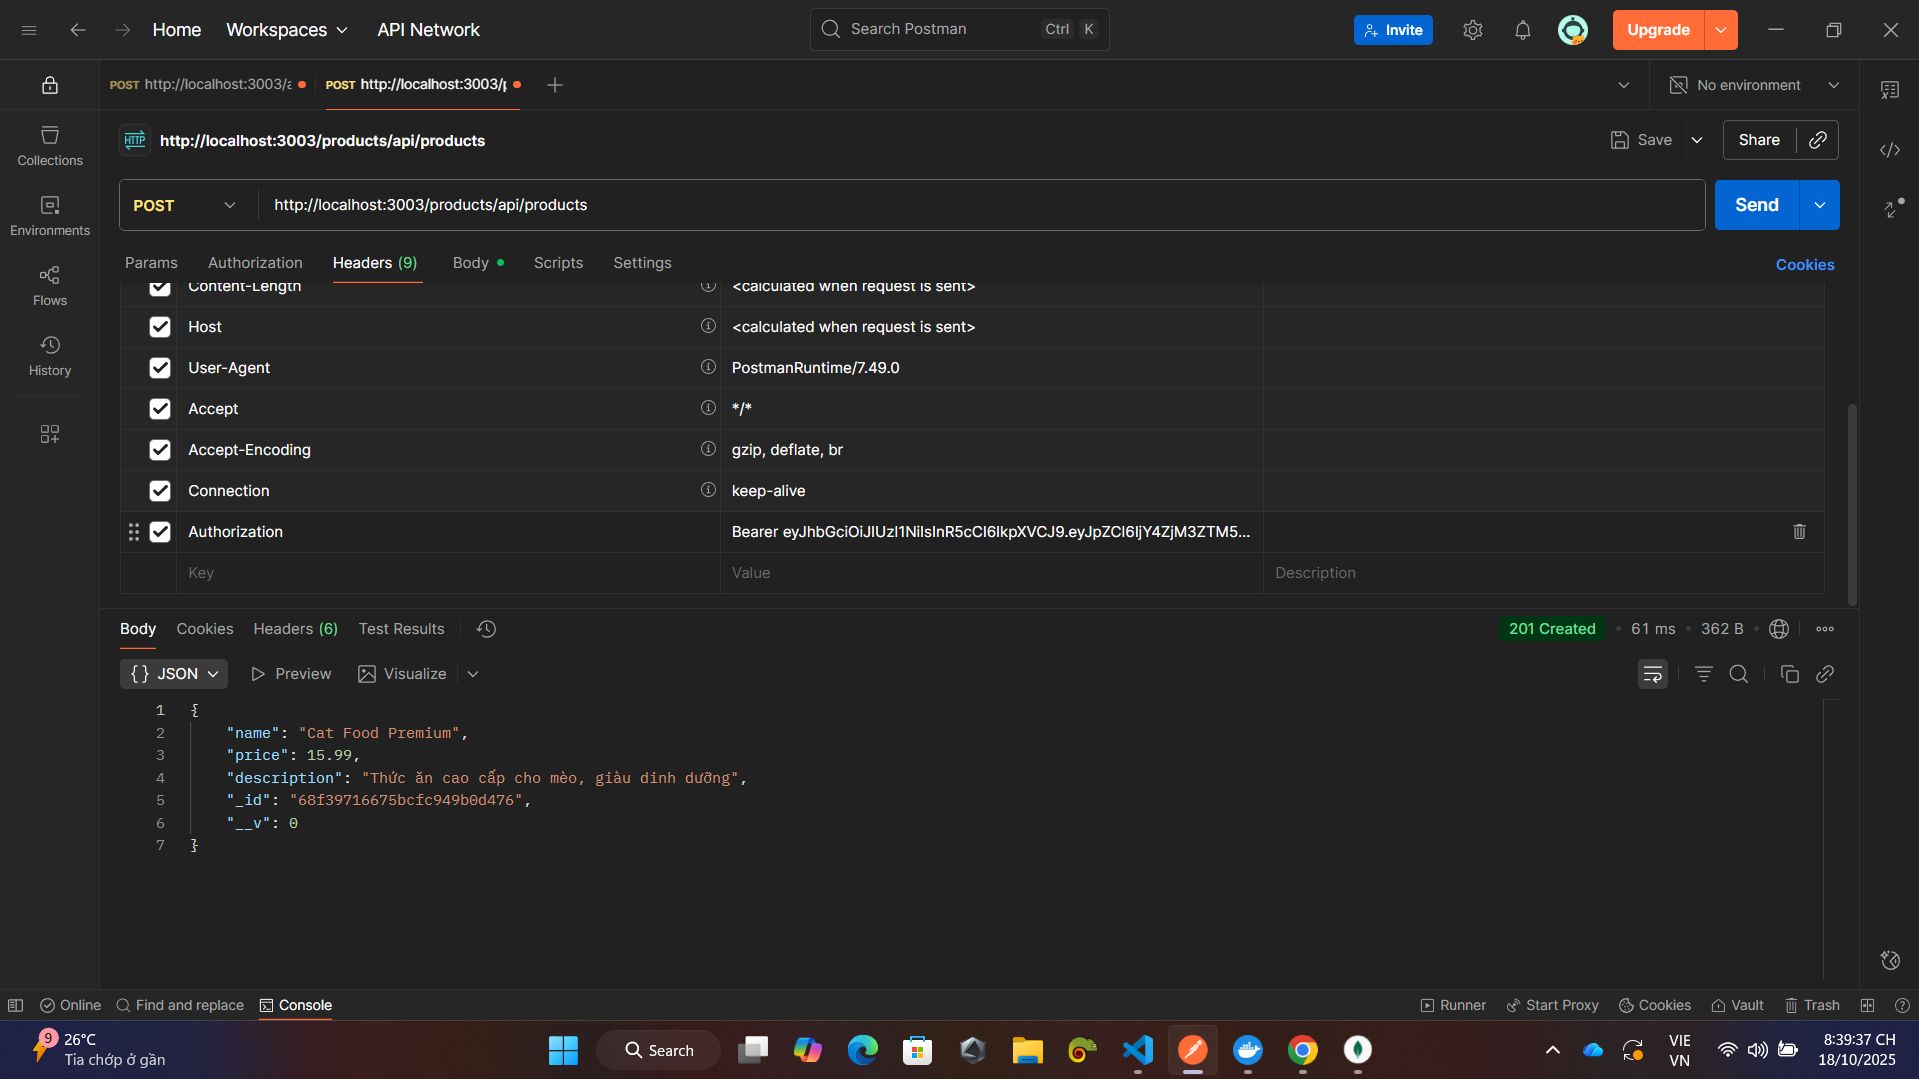 Home
Workspaces
API Network
Search Postman
Ctrl
K
Invite
Upgrade
POST http://localhost:3003/a
POST http://localhost:3003/p
No environment
HTTP
http://localhost:3003/products/api/products
Save
Share
Collections
Environments
Flows
History
POST
http://localhost:3003/products/api/products
Send
Params
Authorization
Headers (9)
Body
Scripts
Settings
Cookies
Content-Length
<calculated when request is sent>
Host
<calculated when request is sent>
User-Agent
PostmanRuntime/7.49.0
Accept
*/*
Accept-Encoding
gzip, deflate, br
Connection
keep-alive
Authorization
Bearer eyJhbGciOiJIUzI1NiIsInR5cCI6IkpXVCJ9.eyJpZCI6IjY4ZjM3ZTM5...
Key
Value
Description
Body
Cookies
Headers (6)
Test Results
201 Created
61 ms
362 B
{} JSON
Preview
Visualize
1 {
2 "name": "Cat Food Premium",
3 "price": 15.99,
4 "description": "Thức ăn cao cấp cho mèo, giàu dinh dưỡng",
5 "_id": "68f39716675bcfc949b0d476",
6 "__v": 0
7 }
Online
Find and replace
Console
Runner
Start Proxy
Cookies
Vault
Trash
9
26°C
Tia chớp ở gần
Search
VIE
VN
8:39:37 CH
18/10/2025